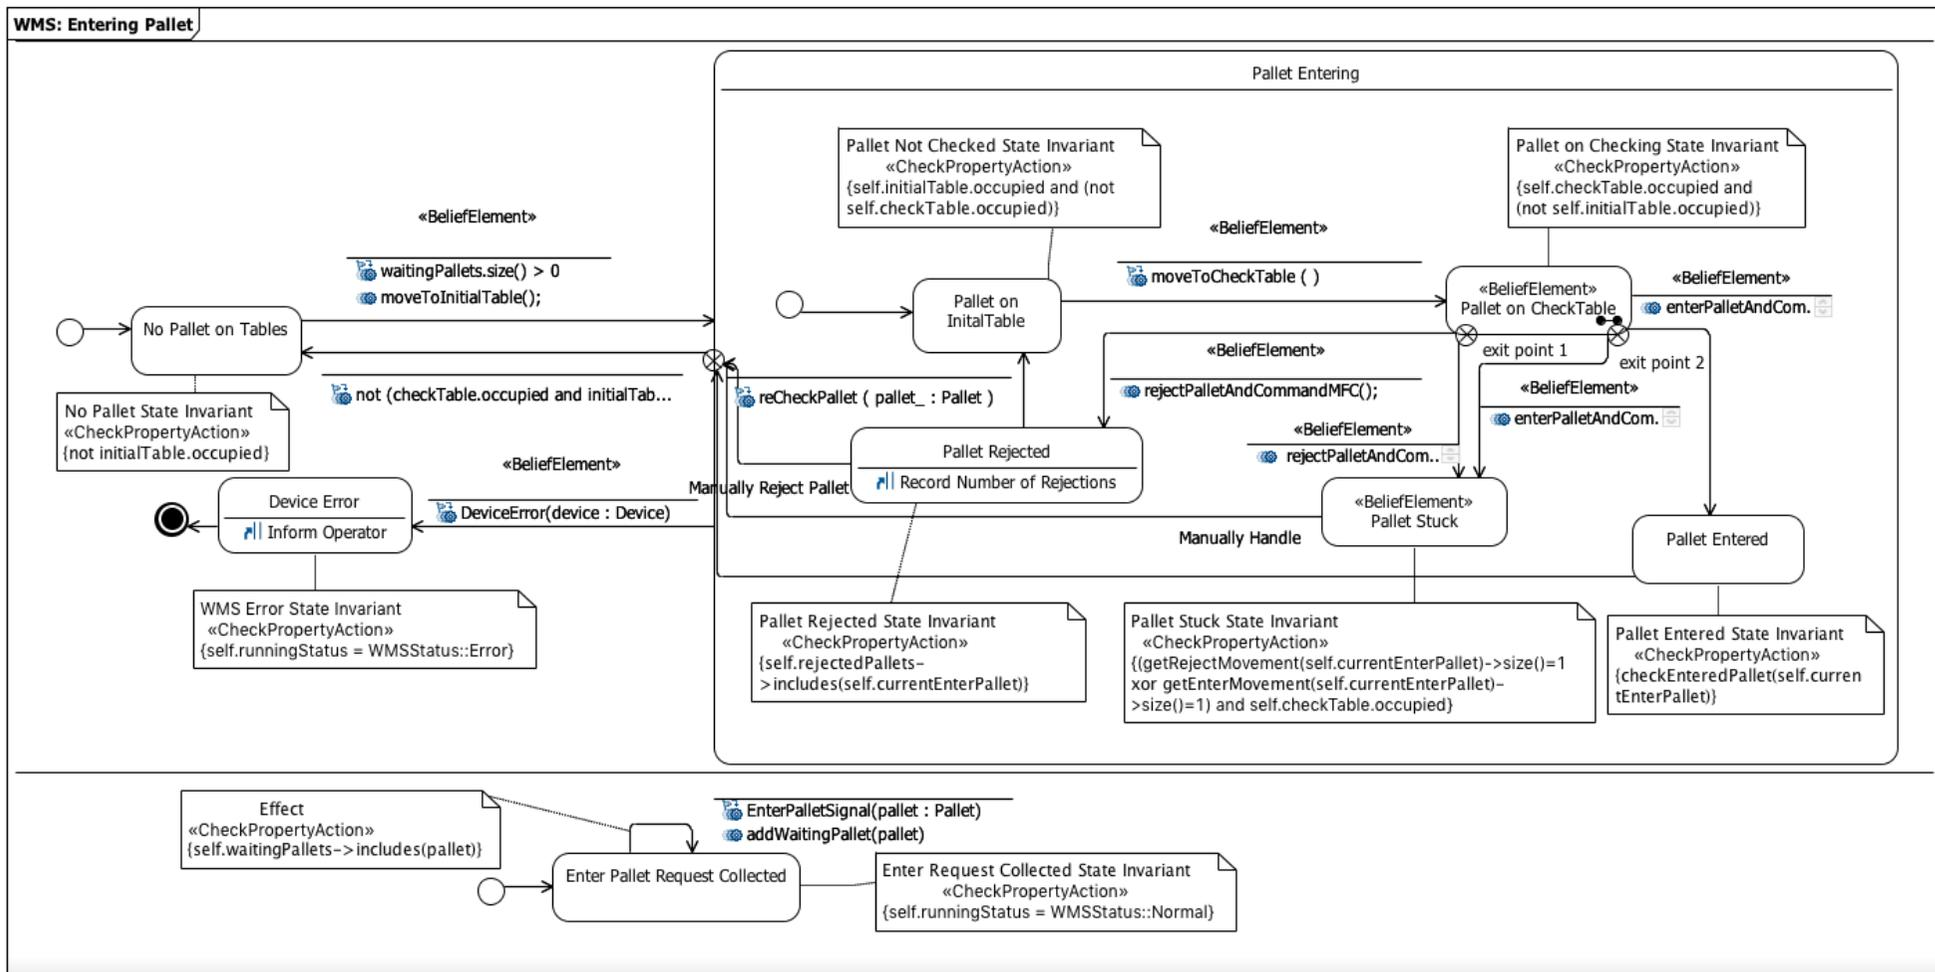 WMS: Entering Pallet
Pallet Entering
Pallet Not Checked State Invariant
«CheckPropertyAction»
{self.initialTable.occupied and (not
self.checkTable.occupied)}
Pallet on Checking State Invariant
«CheckPropertyAction»
{self.checkTable.occupied and
(not self.initialTable.occupied)}
«BeliefElement»
waitingPallets.size() > 0
moveToInitialTable();
«BeliefElement»
moveToCheckTable ( )
Pallet on
InitalTable
«BeliefElement»
Pallet on CheckTable
«BeliefElement»
enterPalletAndCom.
No Pallet on Tables
exit point 1
exit point 2
«BeliefElement»
rejectPalletAndCommandMFC();
not (checkTable.occupied and initialTab...
reCheckPallet ( pallet_ : Pallet )
«BeliefElement»
enterPalletAndCom.
«BeliefElement»
rejectPalletAndCom..
No Pallet State Invariant
«CheckPropertyAction»
{not initialTable.occupied}
Pallet Rejected
Record Number of Rejections
Manually Reject Pallet
«BeliefElement»
DeviceError(device : Device)
Device Error
Inform Operator
«BeliefElement»
Pallet Stuck
Manually Handle
Pallet Entered
WMS Error State Invariant
«CheckPropertyAction»
{self.runningStatus = WMSStatus::Error}
Pallet Rejected State Invariant
«CheckPropertyAction»
{self.rejectedPallets-
>includes(self.currentEnterPallet)}
Pallet Stuck State Invariant
«CheckPropertyAction»
{(getRejectMovement(self.currentEnterPallet)->size()=1
xor getEnterMovement(self.currentEnterPallet)-
>size()=1) and self.checkTable.occupied}
Pallet Entered State Invariant
«CheckPropertyAction»
{checkEnteredPallet(self.curren
tEnterPallet)}
Effect
«CheckPropertyAction»
{self.waitingPallets->includes(pallet)}
EnterPalletSignal(pallet : Pallet)
addWaitingPallet(pallet)
Enter Pallet Request Collected
Enter Request Collected State Invariant
«CheckPropertyAction»
{self.runningStatus = WMSStatus::Normal}